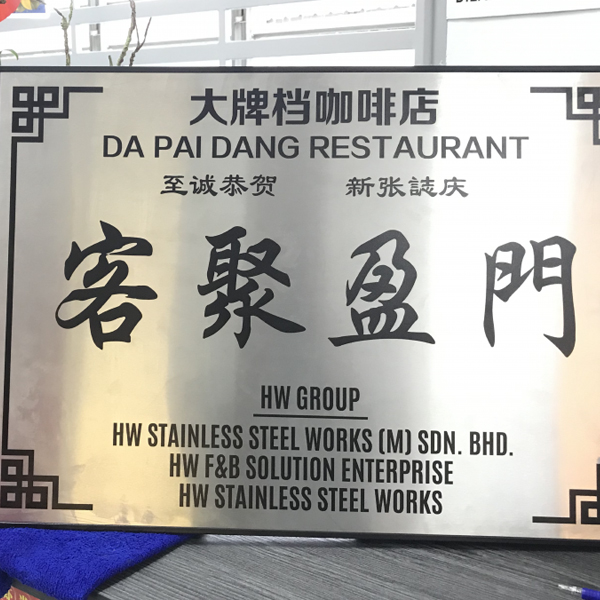 大牌档咖啡店
DA PAI DANG RESTAURANT
至诚恭贺 新张誌庆
客聚盈門
HW GROUP
HW STAINLESS STEEL WORKS (M) SDN. BHD.
HW F&B SOLUTION ENTERPRISE
HW STAINLESS STEEL WORKS